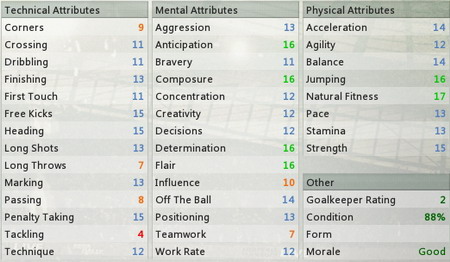 Technical Attributes
Corners 9
Crossing 11
Dribbling 11
Finishing 13
First Touch 11
Free Kicks 15
Heading 15
Long Shots 13
Long Throws 7
Marking 13
Passing 8
Penalty Taking 15
Tackling 4
Technique 12
Mental Attributes
Aggression 13
Anticipation 16
Bravery 11
Composure 16
Concentration 12
Creativity 12
Decisions 12
Determination 16
Flair 16
Influence 10
Off The Ball 14
Positioning 13
Teamwork 7
Work Rate 12
Physical Attributes
Acceleration 14
Agility 12
Balance 14
Jumping 16
Natural Fitness 17
Pace 13
Stamina 13
Strength 15
Other
Goalkeeper Rating 2
Condition 88%
Form
Morale Good